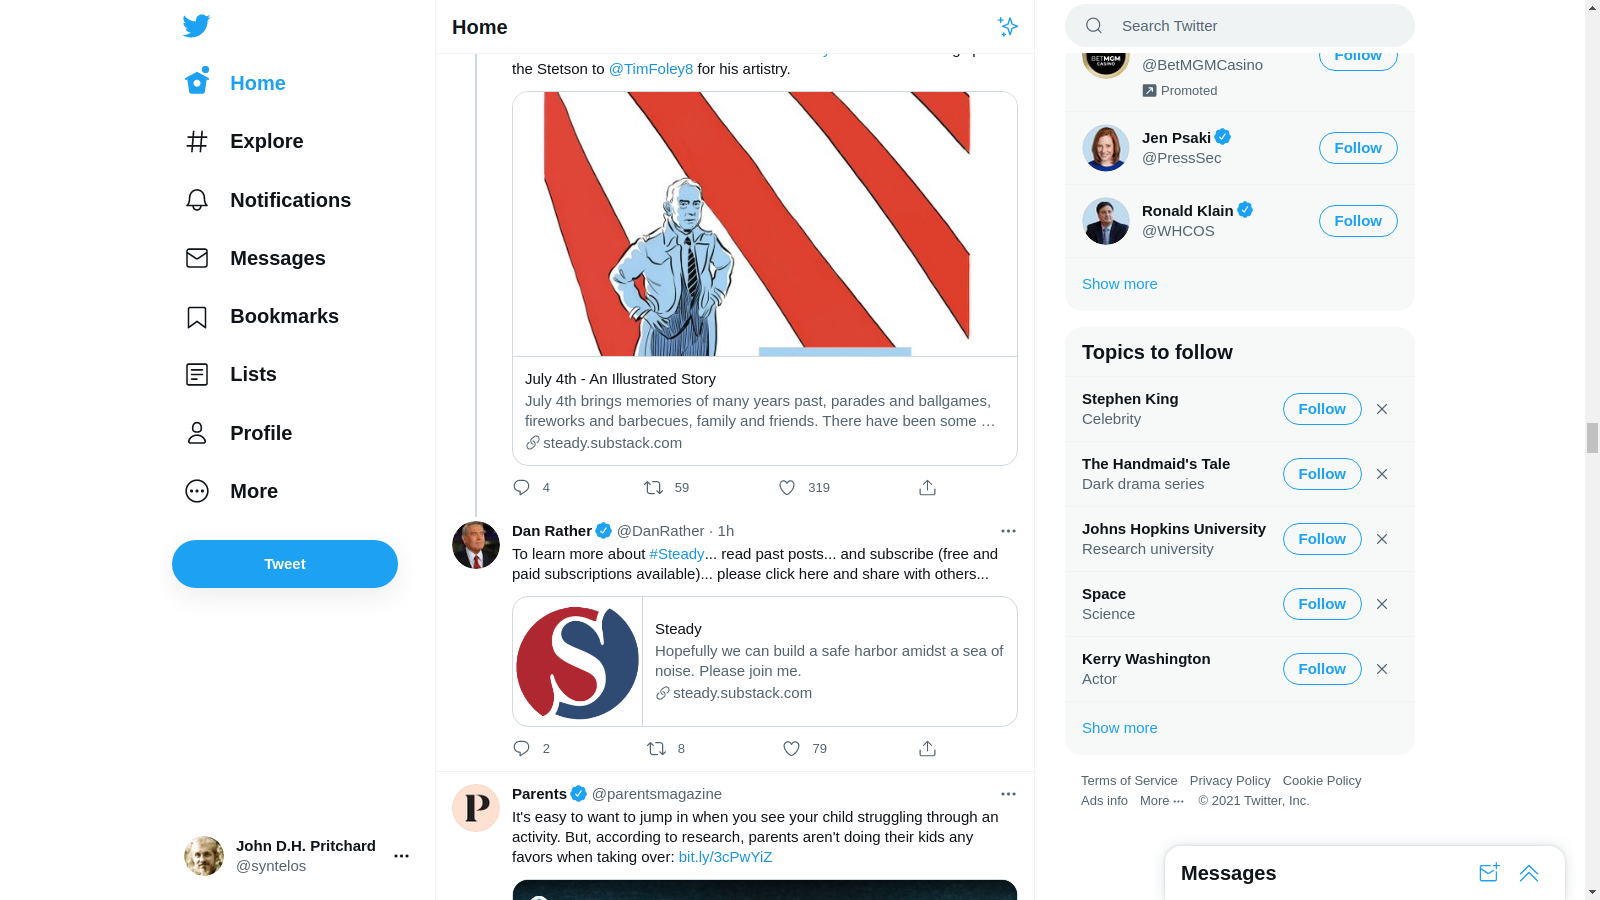 Home
Explore
Notifications
Messages
Bookmarks
Lists
Profile
More
Tweet
John D.H. Pritchard
@syntelos
Home
the Stetson to @TimFoley8 for his artistry.
July 4th - An Illustrated Story
July 4th brings memories of many years past, parades and ballgames,
fireworks and barbecues, family and friends. There have been some …
steady.substack.com
4 59 319
Dan Rather @DanRather · 1h
To learn more about #Steady... read past posts... and subscribe (free and
paid subscriptions available)... please click here and share with others...
S
Steady
Hopefully we can build a safe harbor amidst a sea of
noise. Please join me.
steady.substack.com
2 8 79
P
Parents @parentsmagazine
It's easy to want to jump in when you see your child struggling through an
activity. But, according to research, parents aren't doing their kids any
favors when taking over: bit.ly/3cPwYiZ
Search Twitter
BETMGM
CASINO
@BetMGMCasino
Follow
Promoted
Jen Psaki
@PressSec
Follow
Ronald Klain
@WHCOS
Follow
Show more
Topics to follow
Stephen King
Celebrity
Follow
The Handmaid's Tale
Dark drama series
Follow
Johns Hopkins University
Research university
Follow
Space
Science
Follow
Kerry Washington
Actor
Follow
Show more
Terms of Service Privacy Policy Cookie Policy
Ads info More ··· © 2021 Twitter, Inc.
Messages